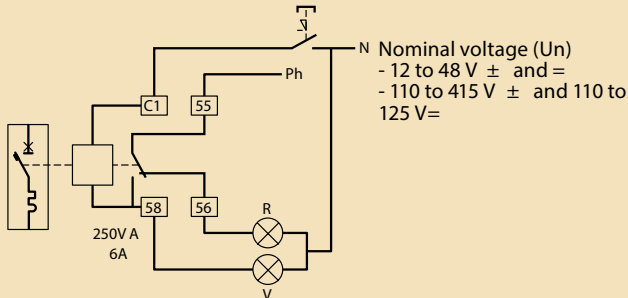 N
Nominal voltage (Un)
- 12 to 48 V ± and =
- 110 to 415 V ± and 110 to
125 V=
Ph
C1
55
58
56
250V A
6A
R
V